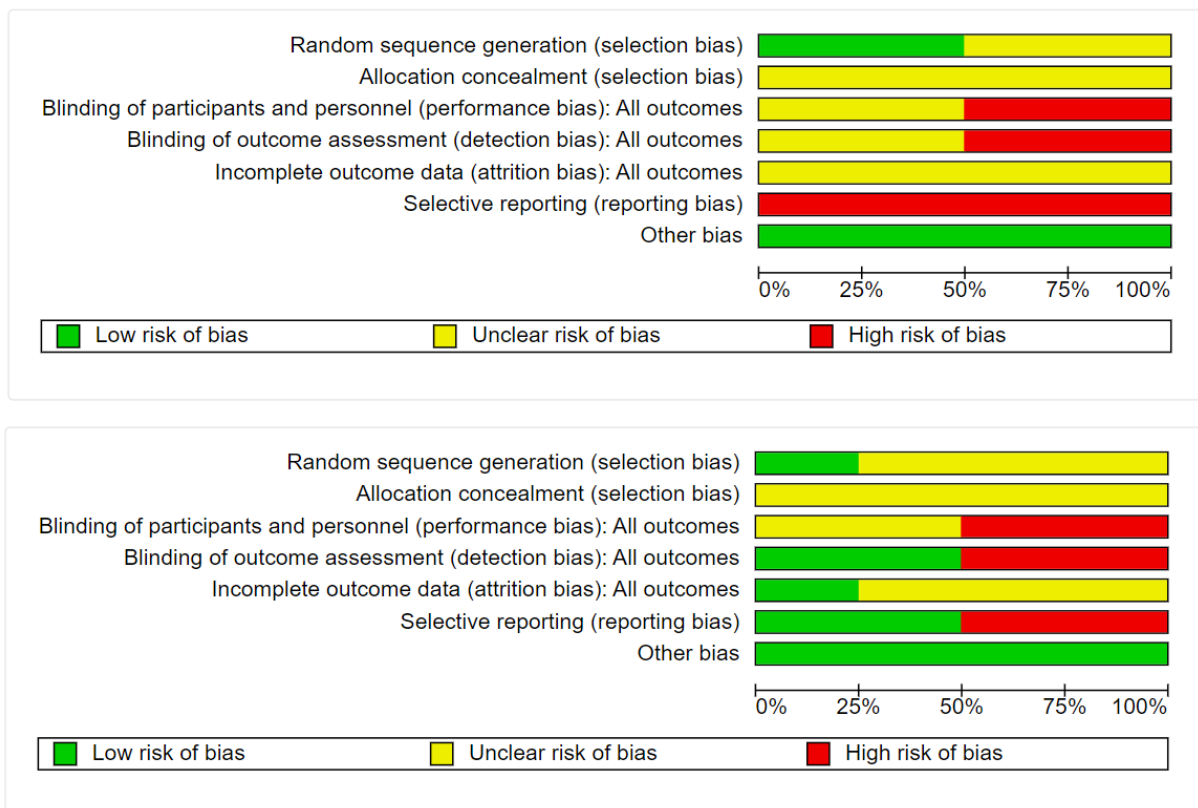 Random sequence generation (selection bias)
Allocation concealment (selection bias)
Blinding of participants and personnel (performance bias): All outcomes
Blinding of outcome assessment (detection bias): All outcomes
Incomplete outcome data (attrition bias): All outcomes
Selective reporting (reporting bias)
Other bias
0% 25% 50% 75% 100%
Low risk of bias Unclear risk of bias High risk of bias
Random sequence generation (selection bias)
Allocation concealment (selection bias)
Blinding of participants and personnel (performance bias): All outcomes
Blinding of outcome assessment (detection bias): All outcomes
Incomplete outcome data (attrition bias): All outcomes
Selective reporting (reporting bias)
Other bias
0% 25% 50% 75% 100%
Low risk of bias Unclear risk of bias High risk of bias